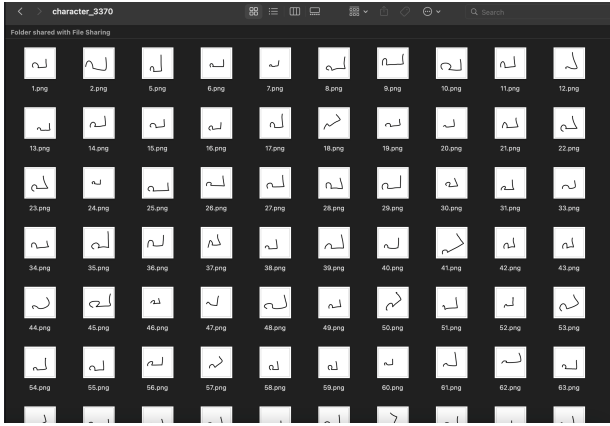 character_3370
Search
Folder shared with File Sharing
പ പ പ പ പ പ പ പ പ പ
1.png 2.png 5.png 6.png 7.png 8.png 9.png 10.png 11.png 12.png
പ പ പ പ പ പ പ പ പ പ
13.png 14.png 15.png 16.png 17.png 18.png 19.png 20.png 21.png 22.png
പ പ പ പ പ പ പ പ പ പ
23.png 24.png 25.png 26.png 27.png 28.png 29.png 30.png 31.png 33.png
പ പ പ പ പ പ പ പ പ പ
34.png 35.png 36.png 37.png 38.png 39.png 40.png 41.png 42.png 43.png
പ പ പ പ പ പ പ പ പ പ
44.png 45.png 46.png 47.png 48.png 49.png 50.png 51.png 52.png 53.png
പ പ പ പ പ പ പ പ പ പ
54.png 55.png 56.png 57.png 58.png 59.png 60.png 61.png 62.png 63.png